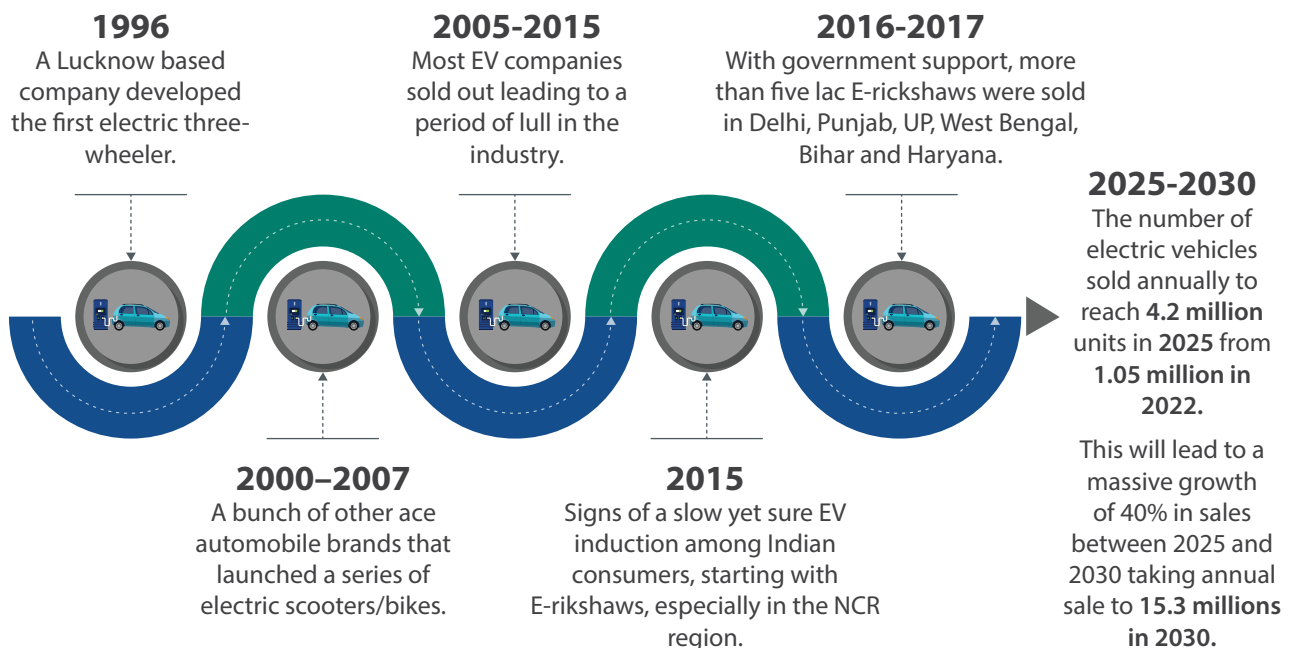 1996
A Lucknow based
company developed
the first electric three-
wheeler.
2000–2007
A bunch of other ace
automobile brands that
launched a series of
electric scooters/bikes.
2005-2015
Most EV companies
sold out leading to a
period of lull in the
industry.
2015
Signs of a slow yet sure EV
induction among Indian
consumers, starting with
E-rikshaws, especially in the NCR
region.
2016-2017
With government support, more
than five lac E-rickshaws were sold
in Delhi, Punjab, UP, West Bengal,
Bihar and Haryana.
2025-2030
The number of
electric vehicles
sold annually to
reach 4.2 million
units in 2025 from
1.05 million in
2022.
This will lead to a
massive growth
of 40% in sales
between 2025 and
2030 taking annual
sale to 15.3 millions
in 2030.